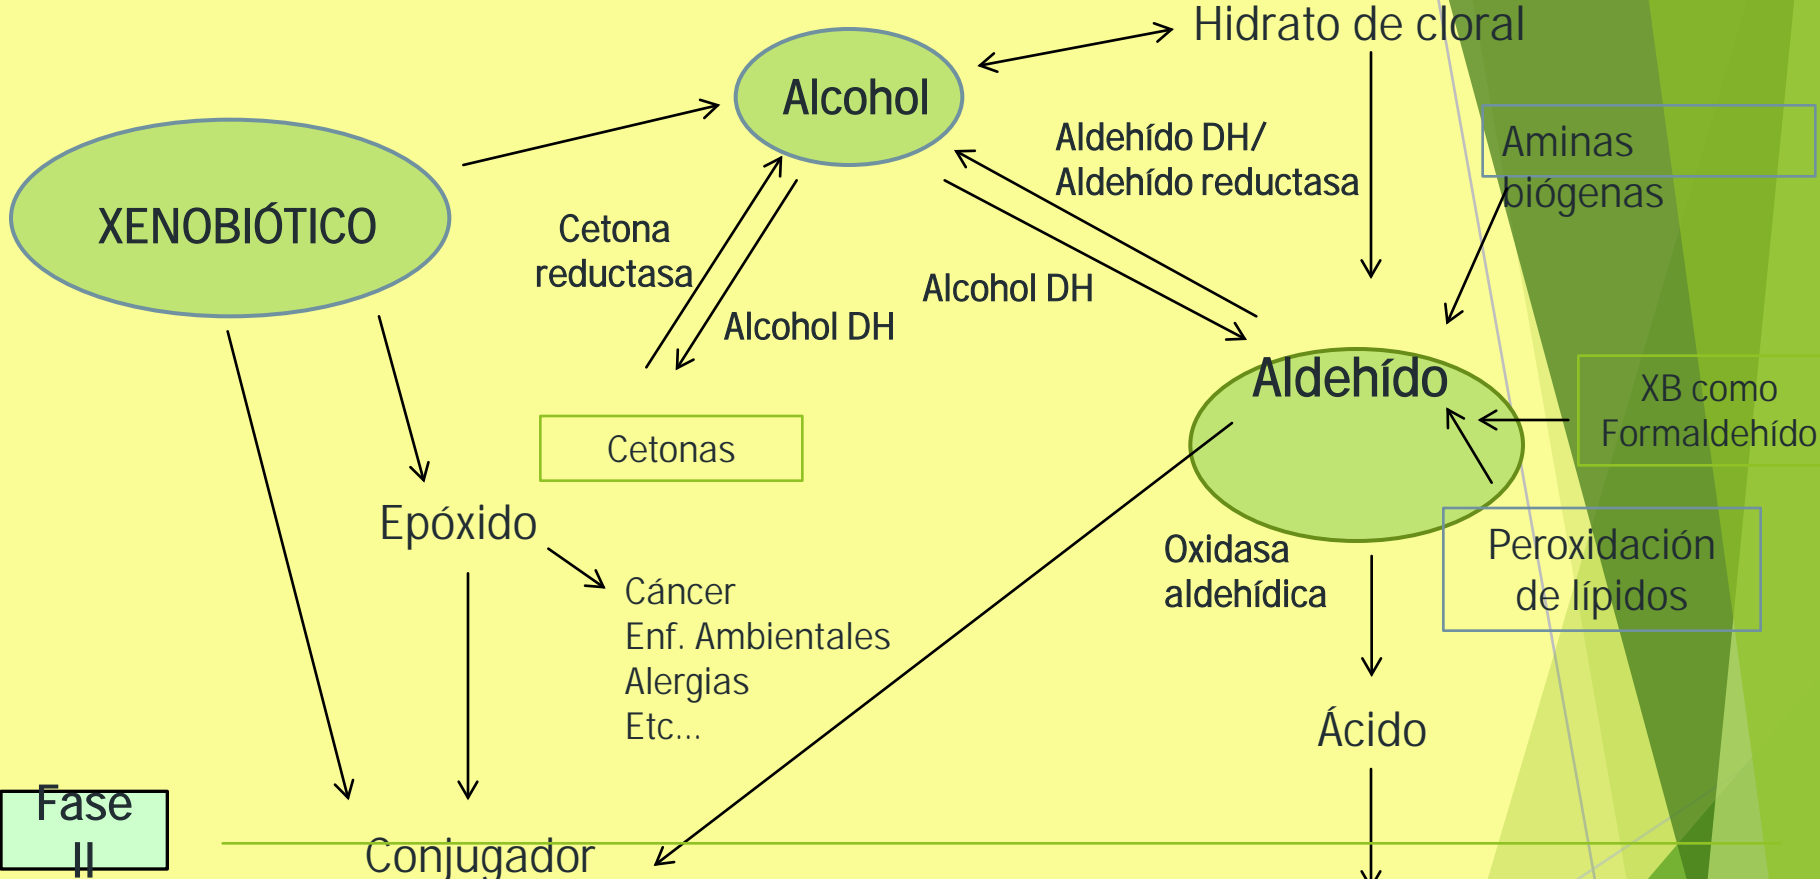 Hidrato de cloral
Alcohol
Aldehído DH/
Aldehído reductasa
Aminas
biógenas
XENOBIÓTICO
Cetona
reductasa
Alcohol DH
Alcohol DH
Aldehído
XB como
Formaldehído
Cetonas
Epóxido
Oxidasa
aldehídica
Peroxidación
de lípidos
Cáncer
Enf. Ambientales
Alergias
Etc...
Ácido
Fase
II
Conjugador